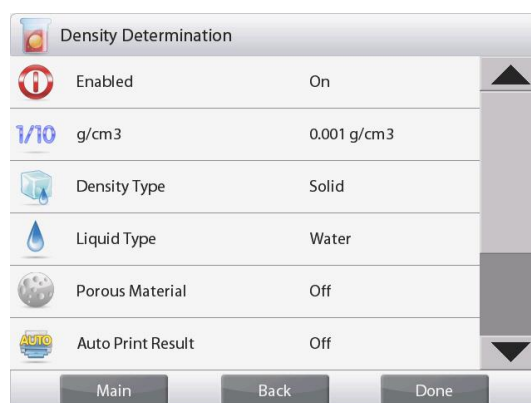 Density Determination
Enabled On
1/10 g/cm3 0.001 g/cm3
Density Type Solid
Liquid Type Water
Porous Material Off
AUTO Auto Print Result Off
Main Back Done